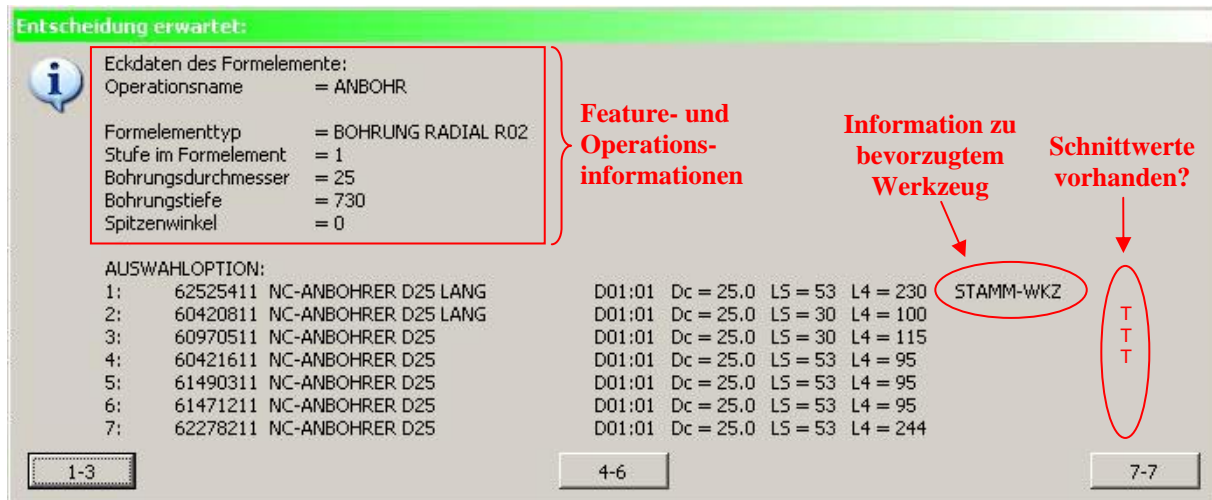 Entscheidung erwartet:
Eckdaten des Formelemente:
Operationsname = ANBOHR
Formelementtyp = BOHRUNG RADIAL R02
Stufe im Formelement = 1
Bohrungsdurchmesser = 25
Bohrungstiefe = 730
Spitzenwinkel = 0
Feature- und
Operations-
informationen
Information zu
bevorzugtem
Werkzeug
Schnittwerte
vorhanden?
AUSWAHLOPTION:
1: 62525411 NC-ANBOHRER D25 LANG D01:01 Dc = 25.0 LS = 53 L4 = 230 STAMM-WKZ
2: 60420811 NC-ANBOHRER D25 LANG D01:01 Dc = 25.0 LS = 30 L4 = 100 T
3: 60970511 NC-ANBOHRER D25 D01:01 Dc = 25.0 LS = 30 L4 = 115 T
4: 60421611 NC-ANBOHRER D25 D01:01 Dc = 25.0 LS = 53 L4 = 95 T
5: 61490311 NC-ANBOHRER D25 D01:01 Dc = 25.0 LS = 53 L4 = 95
6: 61471211 NC-ANBOHRER D25 D01:01 Dc = 25.0 LS = 53 L4 = 95
7: 62278211 NC-ANBOHRER D25 D01:01 Dc = 25.0 LS = 53 L4 = 244
1-3 4-6 7-7